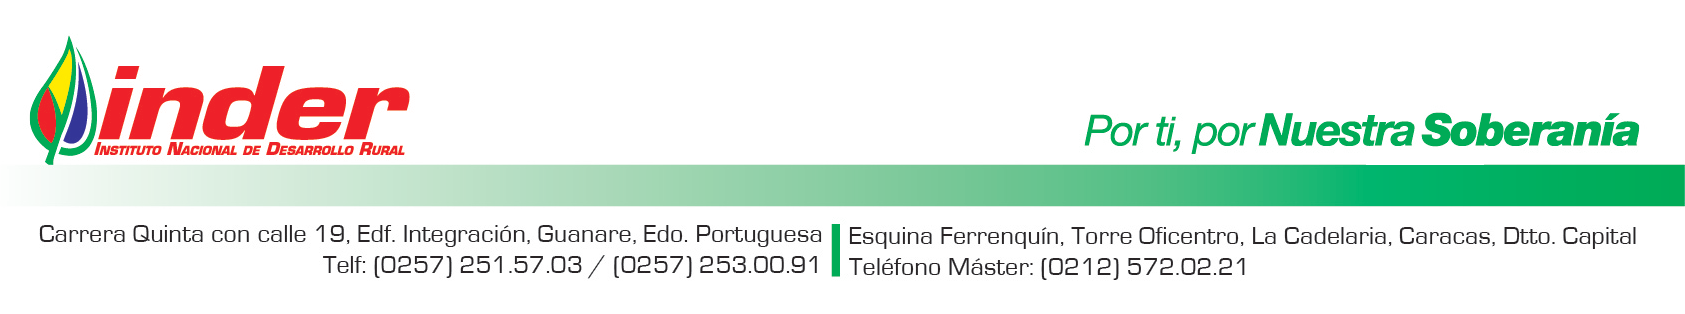 inder
INSTITUTO NACIONAL DE DESARROLLO RURAL
Por ti, por Nuestra Soberanía
Carrera Quinta con calle 19, Edf. Integración, Guanare, Edo. Portuguesa
Telf: (0257) 251.57.03 / (0257) 253.00.91
Esquina Ferrenquín, Torre Oficentro, La Cadelaria, Caracas, Dtto. Capital
Teléfono Máster: (0212) 572.02.21